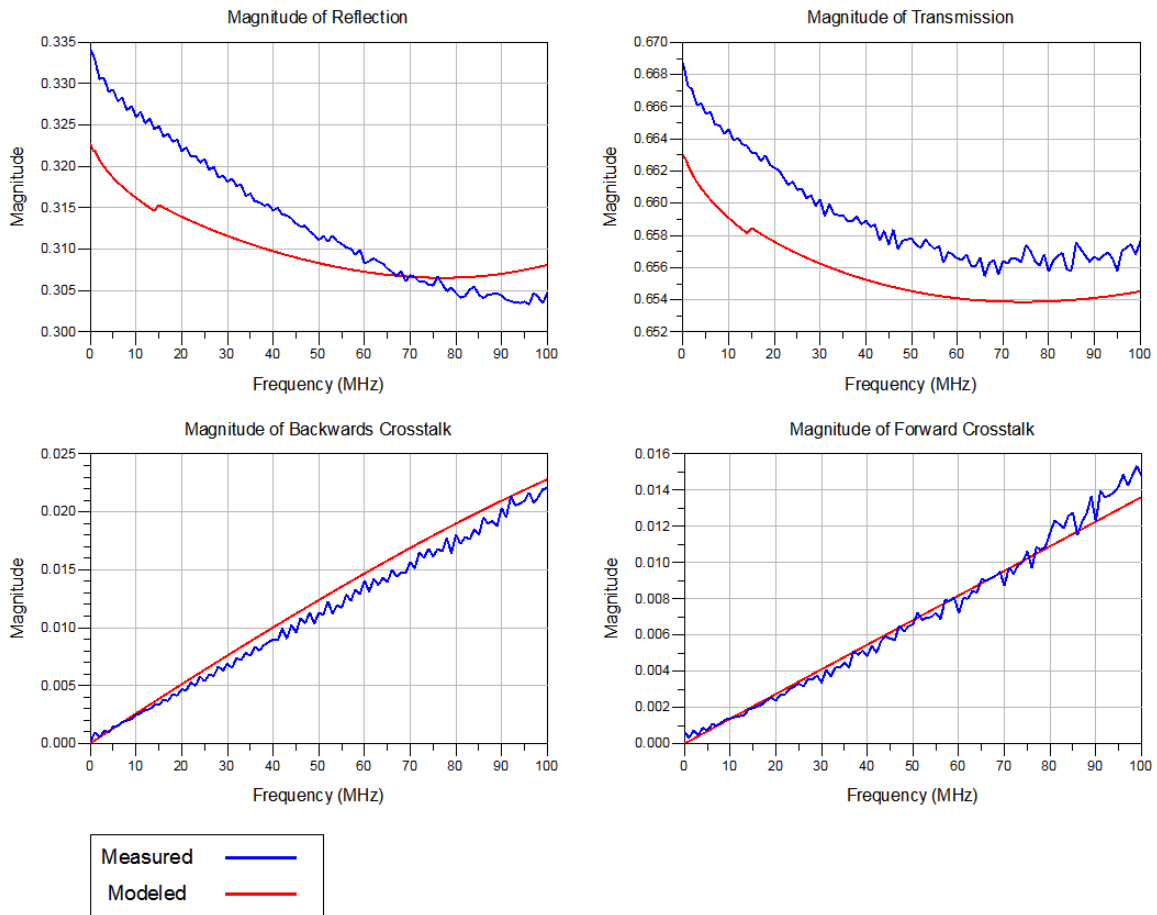 Magnitude of Reflection
0.335
0.330
0.325
0.320
0.315
0.310
0.305
0.300
Magnitude
0 10 20 30 40 50 60 70 80 90 100
Frequency (MHz)
Magnitude of Transmission
0.670
0.668
0.666
0.664
0.662
0.660
0.658
0.656
0.654
0.652
Magnitude
0 10 20 30 40 50 60 70 80 90 100
Frequency (MHz)
Magnitude of Backwards Crosstalk
0.025
0.020
0.015
0.010
0.005
0.000
Magnitude
0 10 20 30 40 50 60 70 80 90 100
Frequency (MHz)
Magnitude of Forward Crosstalk
0.016
0.014
0.012
0.010
0.008
0.006
0.004
0.002
0.000
Magnitude
0 10 20 30 40 50 60 70 80 90 100
Frequency (MHz)
Measured
Modeled